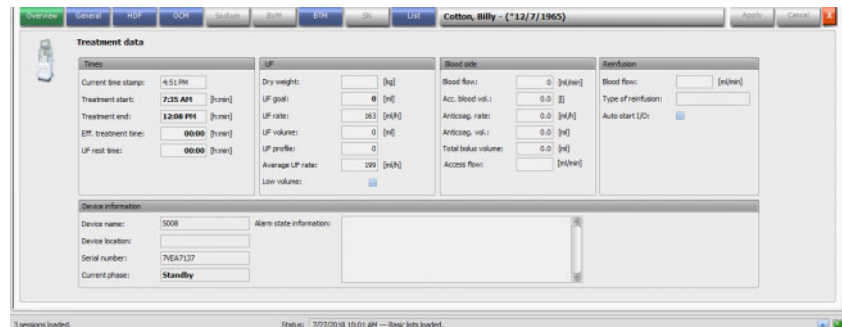 Overview General HDF OCM Sodium BVM BTM SN List Cotton, Billy - (*12/7/1965) Apply Cancel X
Treatment data
Times UF Blood side Reinfusion
Current time stamp: 4:51 PM Dry weight: [kg] Blood flow: 0 [ml/min] Blood flow: [ml/min]
Treatment start: 7:35 AM [h:min] UF goal: 0 [ml] Acc. blood vol.: 0.0 [l] Type of reinfusion:
Treatment end: 12:08 PM [h:min] UF rate: 163 [ml/h] Anticoag. rate: 0.0 [ml/h] Auto start I/O:
Eff. treatment time: 00:00 [h:min] UF volume: 0 [ml] Anticoag. vol.: 0.0 [ml]
UF rest time: 00:00 [h:min] UF profile: 0 Total bolus volume: 0.0 [ml]
Average UF rate: 199 [ml/h] Access flow: [ml/min]
Low volume:
Device information
Device name: S008 Alarm state information:
Device location:
Serial number: 7VEA7137
Current phase: Standby
3 sessions loaded. Status: 7/27/2018 10:01 AM — Basic lists loaded.